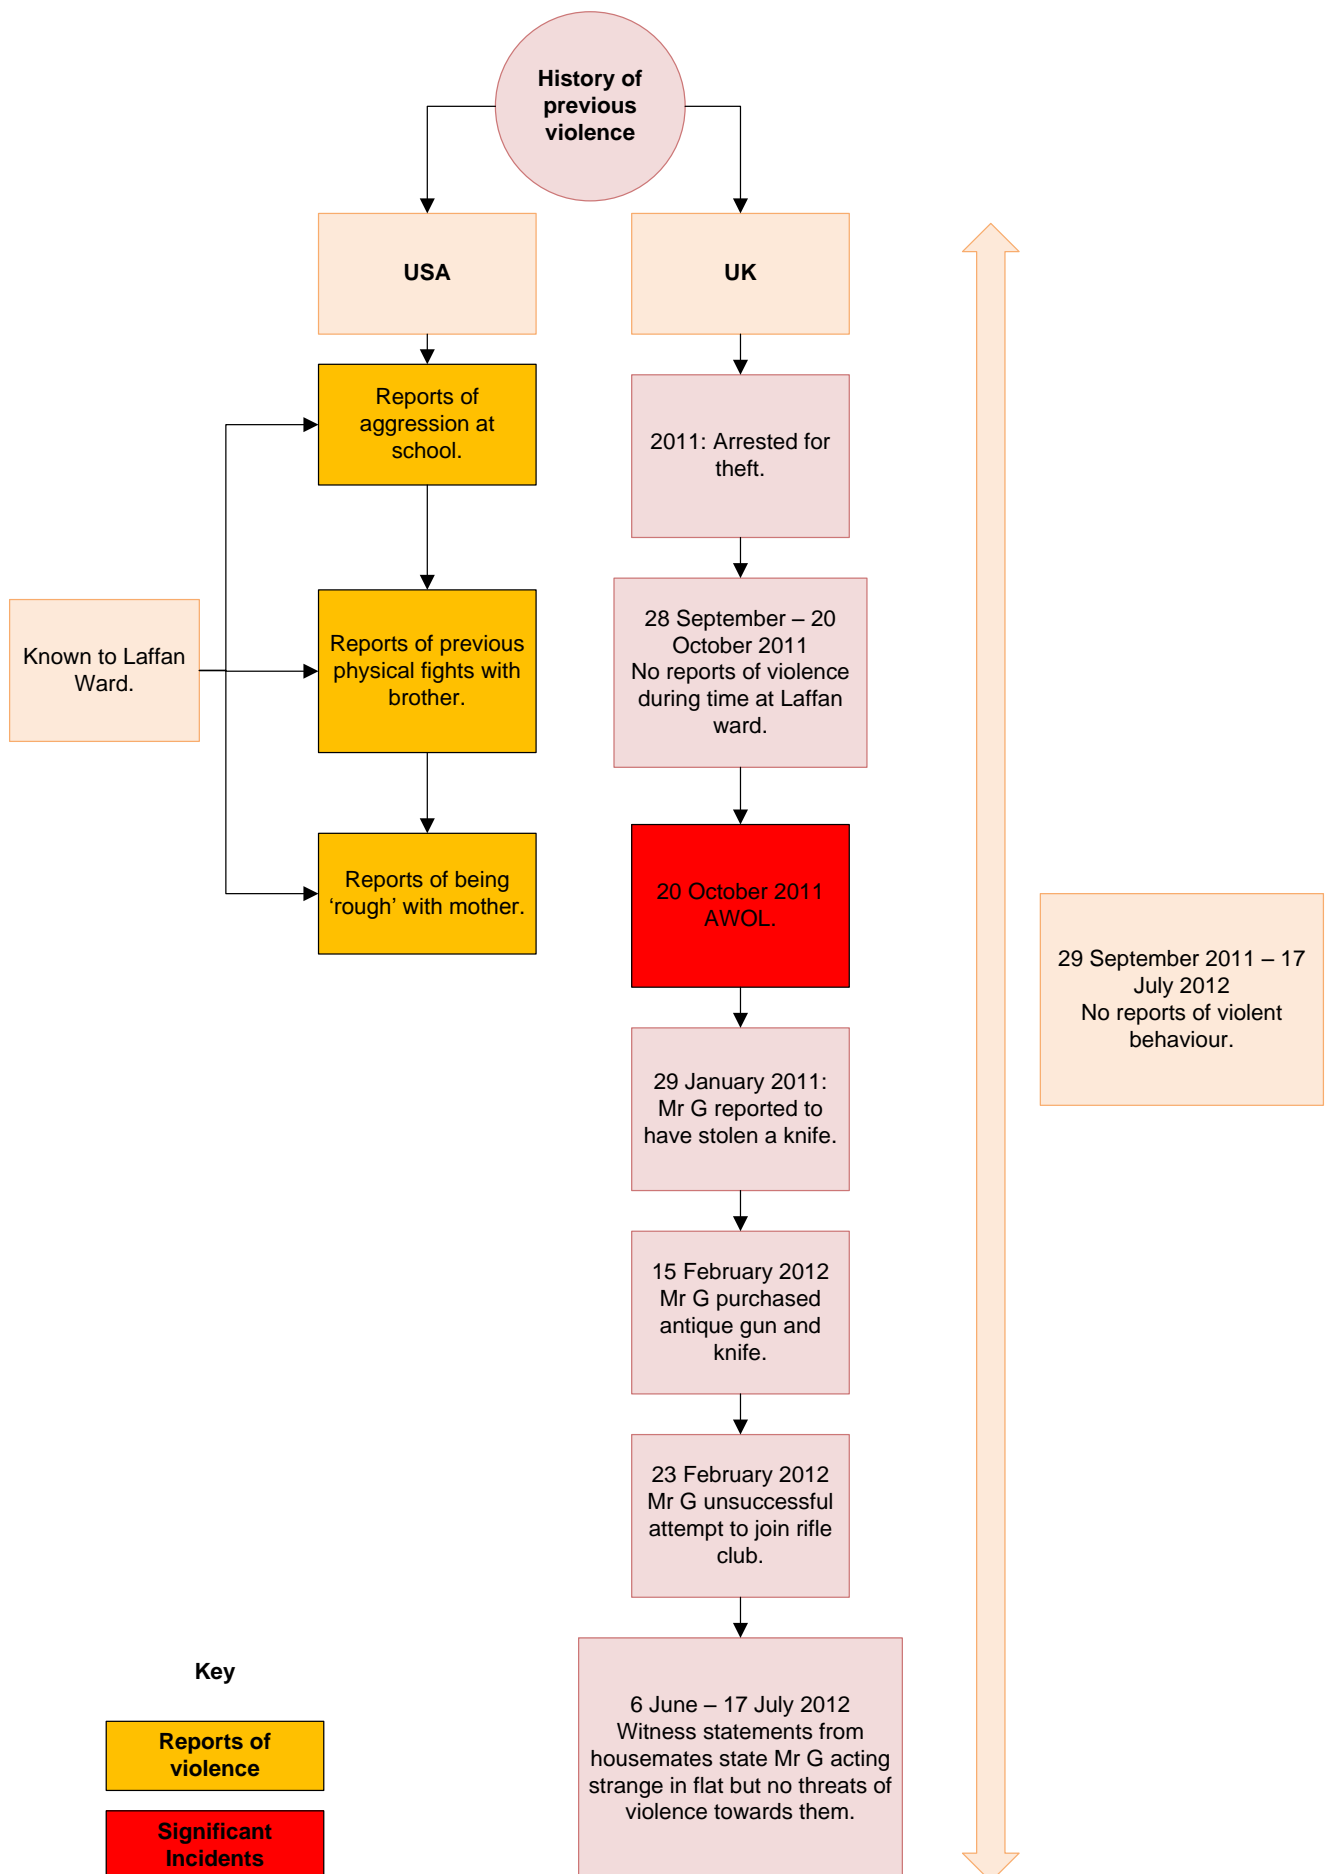 History of
previous
violence
USA
UK
Reports of
aggression at
school.
2011: Arrested for
theft.
28 September – 20
October 2011
No reports of violence
during time at Laffan
ward.
Known to Laffan
Ward.
Reports of previous
physical fights with
brother.
Reports of being
‘rough’ with mother.
20 October 2011
AWOL.
29 September 2011 – 17
July 2012
No reports of violent
behaviour.
29 January 2011:
Mr G reported to
have stolen a knife.
15 February 2012
Mr G purchased
antique gun and
knife.
23 February 2012
Mr G unsuccessful
attempt to join rifle
club.
6 June – 17 July 2012
Witness statements from
housemates state Mr G acting
strange in flat but no threats of
violence towards them.
Key
Reports of
violence
Significant
Incidents